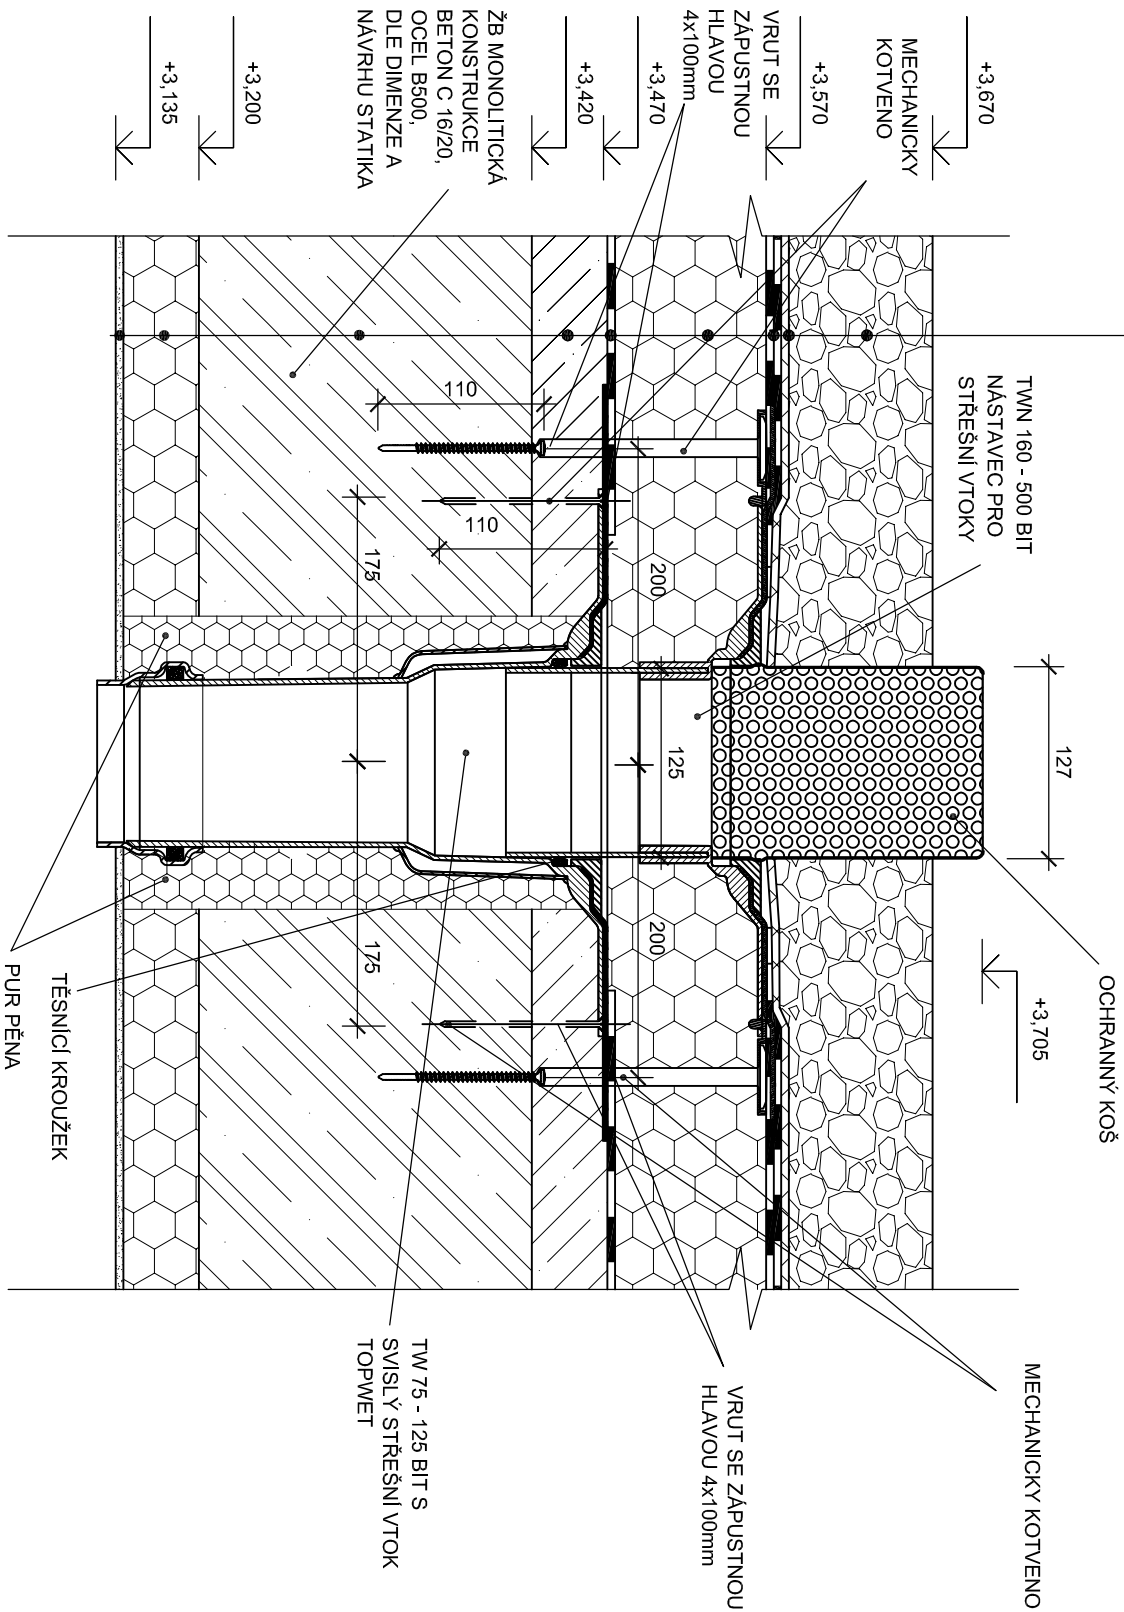 +3,670
MECHANICKY
KOTVENO
+3,570
VRUT SE
ZÁPUSTNOU
HLAVOU
4x100mm
+3,470
+3,420
ŽB MONOLITICKÁ
KONSTRUKCE
BETON C 16/20,
OCEL B500,
DLE DIMENZE A
NÁVRHU STATIKA
+3,200
+3,135
TWN 160 - 500 BIT
NÁSTAVEC PRO
STŘEŠNÍ VTOKY
110
110
175
200
127
125
200
175
OCHRANNÝ KOŠ
+3,705
TĚSNÍCÍ KROUŽEK
PUR PĚNA
MECHANICKY KOTVENO
VRUT SE ZÁPUSTNOU
HLAVOU 4x100mm
TW 75 - 125 BIT S
SVISLÝ STŘEŠNÍ VTOK
TOPWET